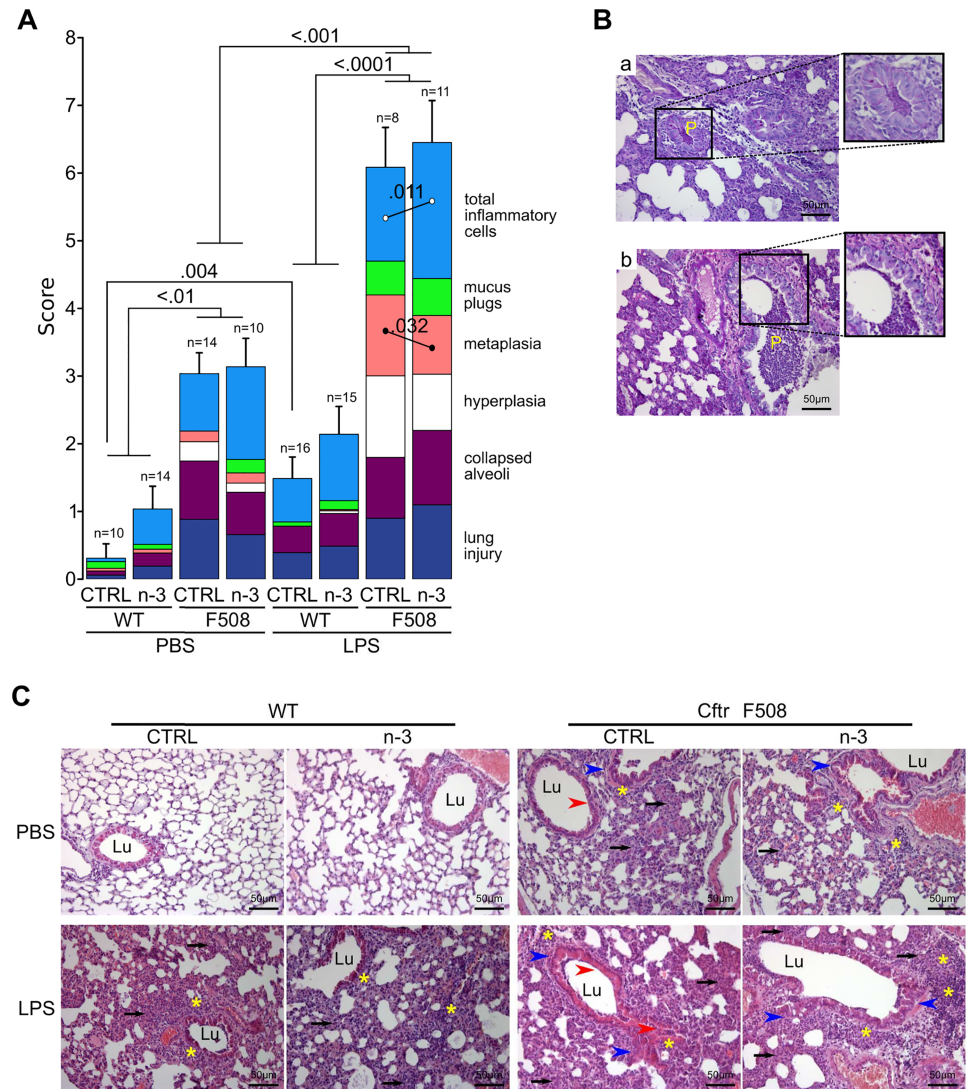 A
B
8
7
6
5
4
3
2
1
0
Score
<.001
<.0001
n=11
n=8
.011
.032
total
inflammatory
cells
mucus
plugs
metaplasia
hyperplasia
collapsed
alveoli
lung
injury
.004
<.01
n=10
n=14
n=14
n=10
n=16
n=15
CTRL n-3 CTRL n-3 CTRL n-3 CTRL n-3
WT F508 WT F508
PBS LPS
a
P
50µm
b
P
50µm
C
WT Cftr F508
CTRL n-3 CTRL n-3
PBS
Lu
50µm
Lu
50µm
Lu
*
50µm
Lu
*
*
50µm
LPS
Lu
*
50µm
Lu
*
*
50µm
*
Lu
*
50µm
Lu
*
*
*
50µm